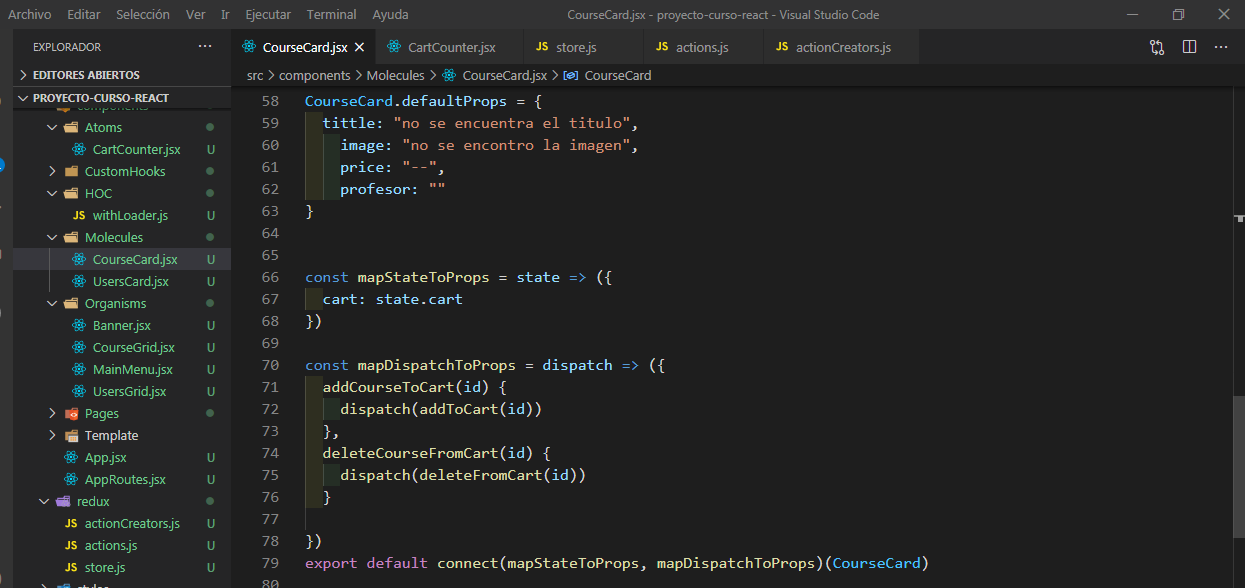 Archivo Editar Selección Ver Ir Ejecutar Terminal Ayuda CourseCard.jsx - proyecto-curso-react - Visual Studio Code
EXPLORADOR ···
EDITORES ABIERTOS
PROYECTO-CURSO-REACT
components
Atoms
CartCounter.jsx U
CustomHooks
HOC
JS withLoader.js U
Molecules
CourseCard.jsx U
UsersCard.jsx U
Organisms
Banner.jsx U
CourseGrid.jsx U
MainMenu.jsx U
UsersGrid.jsx U
Pages
Template
App.jsx U
AppRoutes.jsx U
redux
JS actionCreators.js U
JS actions.js U
JS store.js U
styles
CourseCard.jsx CartCounter.jsx JS store.js JS actions.js JS actionCreators.js ···
src > components > Molecules > CourseCard.jsx > CourseCard
58 CourseCard.defaultProps = {
59 tittle: "no se encuentra el titulo",
60 image: "no se encontro la imagen",
61 price: "--",
62 profesor: ""
63 }
64
65
66 const mapStateToProps = state => ({
67 cart: state.cart
68 })
69
70 const mapDispatchToProps = dispatch => ({
71 addCourseToCart(id) {
72 dispatch(addToCart(id))
73 },
74 deleteCourseFromCart(id) {
75 dispatch(deleteFromCart(id))
76 }
77
78 })
79 export default connect(mapStateToProps, mapDispatchToProps)(CourseCard)
80